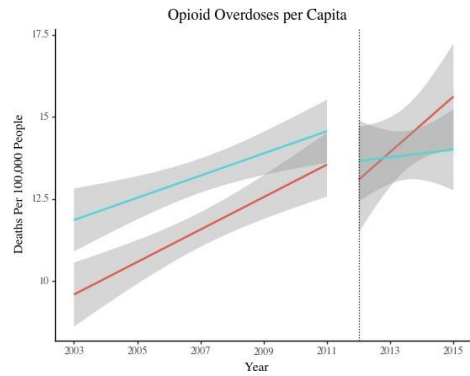 Opioid Overdoses per Capita
Deaths Per 100,000 People
17.5
15
12.5
10
2003 2005 2007 2009 2011 2013 2015
Year